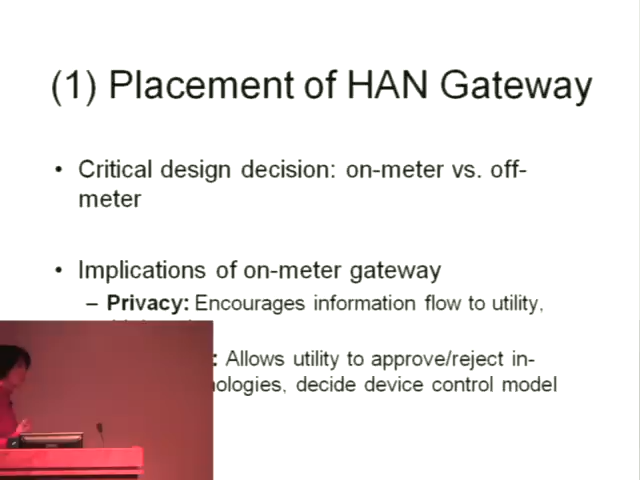 (1) Placement of HAN Gateway
• Critical design decision: on-meter vs. off-
meter
• Implications of on-meter gateway
– Privacy: Encourages information flow to utility,
: Allows utility to approve/reject in-
nologies, decide device control model